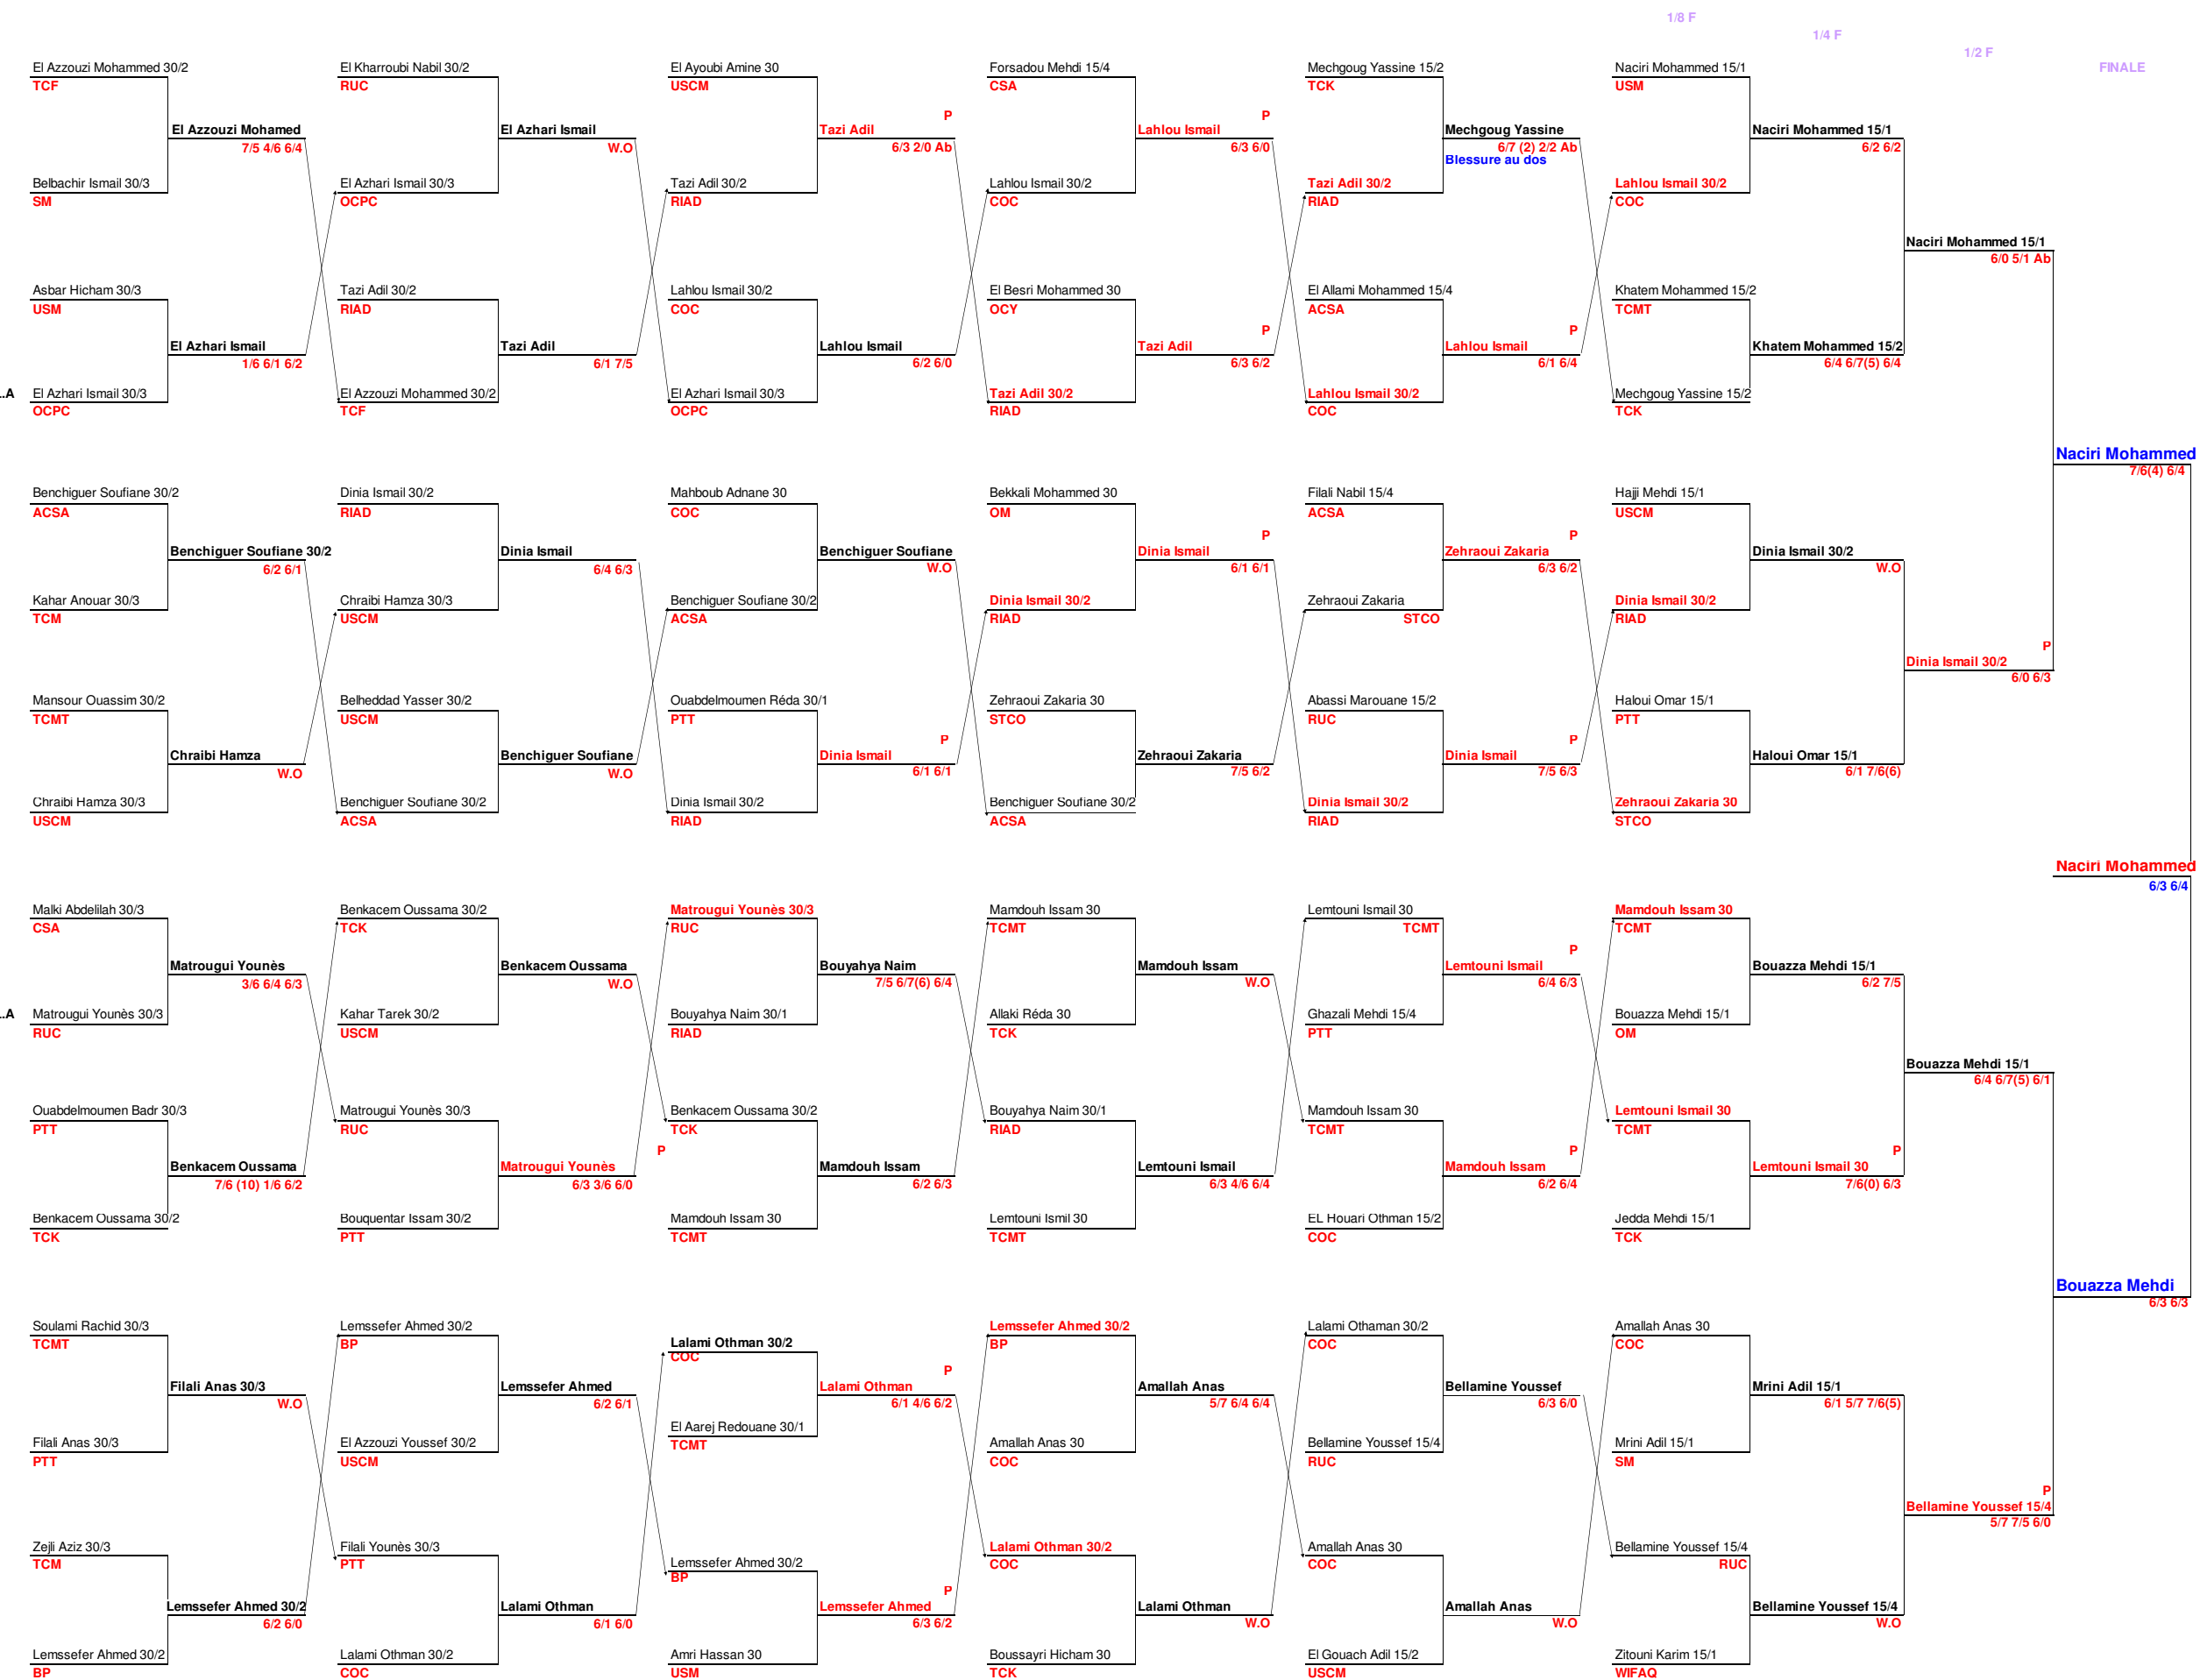 1/8 F
1/4 F
1/2 F
FINALE
El Azzouzi Mohammed 30/2
TCF
El Azzouzi Mohamed
7/5 4/6 6/4
Belbachir Ismail 30/3
SM
Asbar Hicham 30/3
USM
El Azhari Ismail
1/6 6/1 6/2
.A El Azhari Ismail 30/3
OCPC
Benchiguer Soufiane 30/2
ACSA
Benchiguer Soufiane 30/2
6/2 6/1
Kahar Anouar 30/3
TCM
Mansour Ouassim 30/2
TCMT
Chraibi Hamza
W.O
Chraibi Hamza 30/3
USCM
Malki Abdelilah 30/3
CSA
Matrougui Younès
3/6 6/4 6/3
.A Matrougui Younès 30/3
RUC
Ouabdelmoumen Badr 30/3
PTT
Benkacem Oussama
7/6 (10) 1/6 6/2
Benkacem Oussama 30/2
TCK
Soulami Rachid 30/3
TCMT
Filali Anas 30/3
W.O
Filali Anas 30/3
PTT
Zejli Aziz 30/3
TCM
Lemssefer Ahmed 30/2
6/2 6/0
Lemssefer Ahmed 30/2
BP
El Kharroubi Nabil 30/2
RUC
El Azhari Ismail
W.O
El Azhari Ismail 30/3
OCPC
Tazi Adil 30/2
RIAD
Tazi Adil
6/1 7/5
El Azzouzi Mohammed 30/2
TCF
Dinia Ismail 30/2
RIAD
Dinia Ismail
6/4 6/3
Chraibi Hamza 30/3
USCM
Belheddad Yasser 30/2
USCM
Benchiguer Soufiane
W.O
Benchiguer Soufiane 30/2
ACSA
Benkacem Oussama 30/2
TCK
Benkacem Oussama
W.O
Kahar Tarek 30/2
USCM
Matrougui Younès 30/3
RUC
P
Matrougui Younès
6/3 3/6 6/0
Bouquentar Issam 30/2
PTT
Lemssefer Ahmed 30/2
BP
Lemssefer Ahmed
6/2 6/1
El Azzouzi Youssef 30/2
USCM
Filali Younès 30/3
PTT
Lalami Othman
6/1 6/0
Lalami Othman 30/2
COC
El Ayoubi Amine 30
USCM
P
Tazi Adil
6/3 2/0 Ab
Tazi Adil 30/2
RIAD
Lahlou Ismail 30/2
COC
Lahlou Ismail
6/2 6/0
El Azhari Ismail 30/3
OCPC
Mahboub Adnane 30
COC
Benchiguer Soufiane
W.O
Benchiguer Soufiane 30/2
ACSA
Ouabdelmoumen Réda 30/1
PTT
P
Dinia Ismail
6/1 6/1
Dinia Ismail 30/2
RIAD
Matrougui Younès 30/3
RUC
Bouyahya Naim
7/5 6/7(6) 6/4
Bouyahya Naim 30/1
RIAD
Benkacem Oussama 30/2
TCK
Mamdouh Issam
6/2 6/3
Mamdouh Issam 30
TCMT
Lalami Othman 30/2
COC
P
Lalami Othman
6/1 4/6 6/2
El Aarej Redouane 30/1
TCMT
Lemssefer Ahmed 30/2
BP
P
Lemssefer Ahmed
6/3 6/2
Amri Hassan 30
USM
Forsadou Mehdi 15/4
CSA
P
Lahlou Ismail
6/3 6/0
Lahlou Ismail 30/2
COC
El Besri Mohammed 30
OCY
P
Tazi Adil
6/3 6/2
Tazi Adil 30/2
RIAD
Bekkali Mohammed 30
OM
P
Dinia Ismail
6/1 6/1
Dinia Ismail 30/2
RIAD
Zehraoui Zakaria 30
STCO
Zehraoui Zakaria
7/5 6/2
Benchiguer Soufiane 30/2
ACSA
Mamdouh Issam 30
TCMT
Mamdouh Issam
W.O
Allaki Réda 30
TCK
Bouyahya Naim 30/1
RIAD
Lemtouni Ismail
6/3 4/6 6/4
Lemtouni Ismil 30
TCMT
Lemssefer Ahmed 30/2
BP
Amallah Anas
5/7 6/4 6/4
Amallah Anas 30
COC
Lalami Othman 30/2
COC
Lalami Othman
W.O
Boussayri Hicham 30
TCK
Mechgoug Yassine 15/2
TCK
Mechgoug Yassine
6/7 (2) 2/2 Ab
Blessure au dos
Tazi Adil 30/2
RIAD
El Allami Mohammed 15/4
ACSA
P
Lahlou Ismail
6/1 6/4
Lahlou Ismail 30/2
COC
Filali Nabil 15/4
ACSA
P
Zehraoui Zakaria
6/3 6/2
Zehraoui Zakaria
STCO
Abassi Marouane 15/2
RUC
P
Dinia Ismail
7/5 6/3
Dinia Ismail 30/2
RIAD
Lemtouni Ismail 30
TCMT
P
Lemtouni Ismail
6/4 6/3
Ghazali Mehdi 15/4
PTT
Mamdouh Issam 30
TCMT
P
Mamdouh Issam
6/2 6/4
EL Houari Othman 15/2
COC
Lalami Othaman 30/2
COC
Bellamine Youssef
6/3 6/0
Bellamine Youssef 15/4
RUC
Amallah Anas 30
COC
Amallah Anas
W.O
El Gouach Adil 15/2
USCM
Naciri Mohammed 15/1
USM
Naciri Mohammed 15/1
6/2 6/2
Lahlou Ismail 30/2
COC
Khatem Mohammed 15/2
TCMT
Khatem Mohammed 15/2
6/4 6/7(5) 6/4
Mechgoug Yassine 15/2
TCK
Hajji Mehdi 15/1
USCM
Dinia Ismail 30/2
W.O
Dinia Ismail 30/2
RIAD
Haloui Omar 15/1
PTT
Haloui Omar 15/1
6/1 7/6(6)
Zehraoui Zakaria 30
STCO
Mamdouh Issam 30
TCMT
Bouazza Mehdi 15/1
6/2 7/5
Bouazza Mehdi 15/1
OM
Lemtouni Ismail 30
TCMT
P
Lemtouni Ismail 30
7/6(0) 6/3
Jedda Mehdi 15/1
TCK
Amallah Anas 30
COC
Mrini Adil 15/1
6/1 5/7 7/6(5)
Mrini Adil 15/1
SM
Bellamine Youssef 15/4
RUC
Bellamine Youssef 15/4
W.O
Zitouni Karim 15/1
WIFAQ
Naciri Mohammed 15/1
6/0 5/1 Ab
P
Dinia Ismail 30/2
6/0 6/3
Bouazza Mehdi 15/1
6/4 6/7(5) 6/1
P
Bellamine Youssef 15/4
5/7 7/5 6/0
Naciri Mohammed
7/6(4) 6/4
Naciri Mohammed
6/3 6/4
Bouazza Mehdi
6/3 6/3